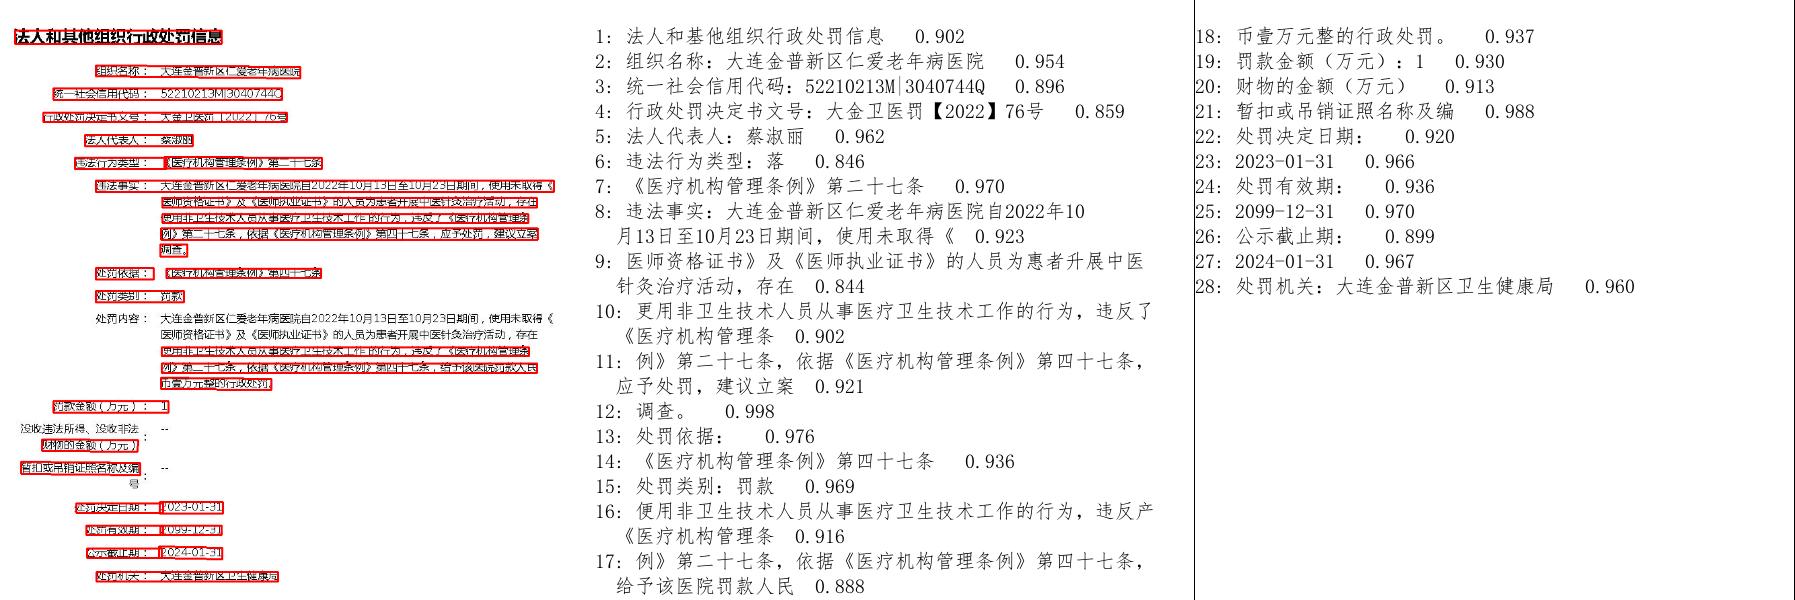 法人和其他组织行政处罚信息
组织名称： 大连金普新区仁爱老年病医院
统一社会信用代码： 52210213M|3040744Q
行政处罚决定书文号： 大金卫医罚【2022】76号
法人代表人： 蔡淑丽
违法行为类型： 《医疗机构管理条例》第二十七条
违法事实： 大连金普新区仁爱老年病医院自2022年10月13日至10月23日期间，使用未取得《
医师资格证书》及《医师执业证书》的人员为患者开展中医针灸治疗活动，存在
使用非卫生技术人员从事医疗卫生技术工作的行为，违反了《医疗机构管理条
例》第二十七条，依据《医疗机构管理条例》第四十七条，应予处罚，建议立案
调查。
处罚依据： 《医疗机构管理条例》第四十七条
处罚类别： 罚款
处罚内容： 大连金普新区仁爱老年病医院自2022年10月13日至10月23日期间，使用未取得《
医师资格证书》及《医师执业证书》的人员为患者开展中医针灸治疗活动，存在
使用非卫生技术人员从事医疗卫生技术工作的行为，违反了《医疗机构管理条
例》第二十七条，依据《医疗机构管理条例》第四十七条，给予该医院罚款人民
币壹万元整的行政处罚。
罚款金额（万元）： 1
没收违法所得、没收非法
财物的金额（万元） ： --
暂扣或吊销证照名称及编
号 ： --
处罚决定日期： 2023-01-31
处罚有效期： 2099-12-31
公示截止期： 2024-01-31
处罚机关： 大连金普新区卫生健康局
1: 法人和基他组织行政处罚信息 0.902
2: 组织名称: 大连金普新区仁爱老年病医院 0.954
3: 统一社会信用代码: 52210213M|3040744Q 0.896
4: 行政处罚决定书文号: 大金卫医罚【2022】76号 0.859
5: 法人代表人: 蔡淑丽 0.962
6: 违法行为类型: 落 0.846
7: 《医疗机构管理条例》第二十七条 0.970
8: 违法事实: 大连金普新区仁爱老年病医院自2022年10
月13日至10月23日期间，使用未取得《 0.923
9: 医师资格证书》及《医师执业证书》的人员为惠者升展中医
针灸治疗活动，存在 0.844
10: 更用非卫生技术人员从事医疗卫生技术工作的行为，违反了
《医疗机构管理条 0.902
11: 例》第二十七条，依据《医疗机构管理条例》第四十七条，
应予处罚，建议立案 0.921
12: 调查。 0.998
13: 处罚依据: 0.976
14: 《医疗机构管理条例》第四十七条 0.936
15: 处罚类别: 罚款 0.969
16: 便用非卫生技术人员从事医疗卫生技术工作的行为，违反产
《医疗机构管理条 0.916
17: 例》第二十七条，依据《医疗机构管理条例》第四十七条，
给予该医院罚款人民 0.888
18: 币壹万元整的行政处罚。 0.937
19: 罚款金额（万元）: 1 0.930
20: 财物的金额（万元） 0.913
21: 暂扣或吊销证照名称及编 0.988
22: 处罚决定日期: 0.920
23: 2023-01-31 0.966
24: 处罚有效期: 0.936
25: 2099-12-31 0.970
26: 公示截止期: 0.899
27: 2024-01-31 0.967
28: 处罚机关: 大连金普新区卫生健康局 0.960